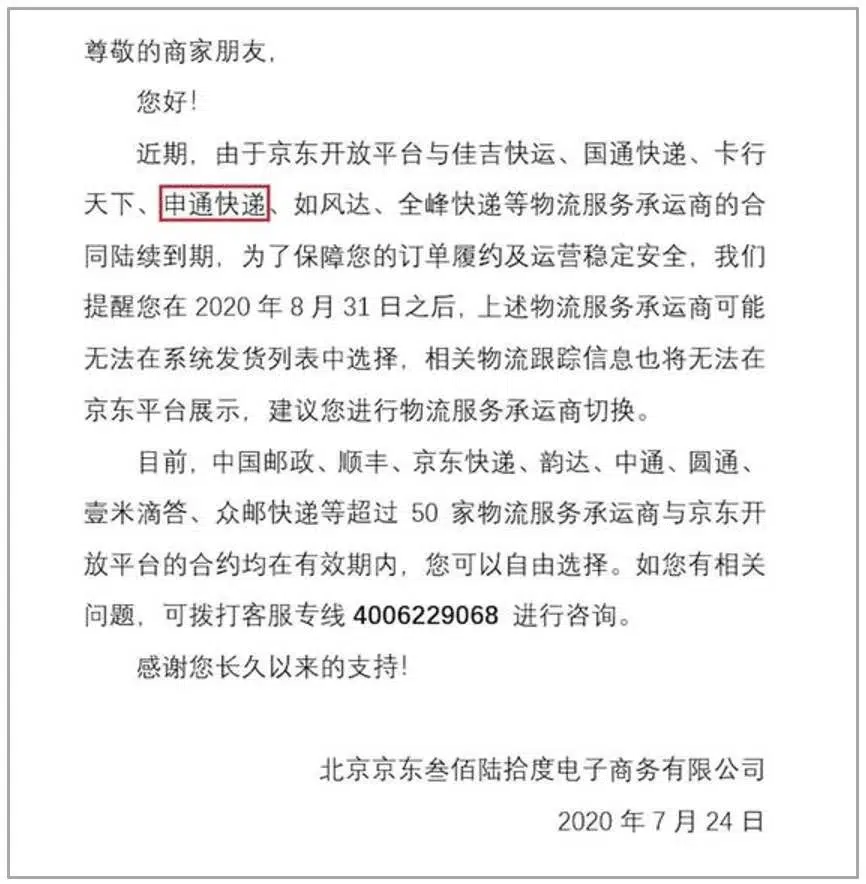 尊敬的商家朋友，
您好！
近期，由于京东开放平台与佳吉快运、国通快递、卡行
天下、申通快递、如风达、全峰快递等物流服务承运商的合
同陆续到期，为了保障您的订单履约及运营稳定安全，我们
提醒您在 2020 年 8 月 31 日之后，上述物流服务承运商可能
无法在系统发货列表中选择，相关物流跟踪信息也将无法在
京东平台展示，建议您进行物流服务承运商切换。
目前，中国邮政、顺丰、京东快递、韵达、中通、圆通、
壹米滴答、众邮快递等超过 50 家物流服务承运商与京东开
放平台的合约均在有效期内，您可以自由选择。如您有相关
问题，可拨打客服专线 4006229068 进行咨询。
感谢您长久以来的支持！
北京京东叁佰陆拾度电子商务有限公司
2020 年 7 月 24 日